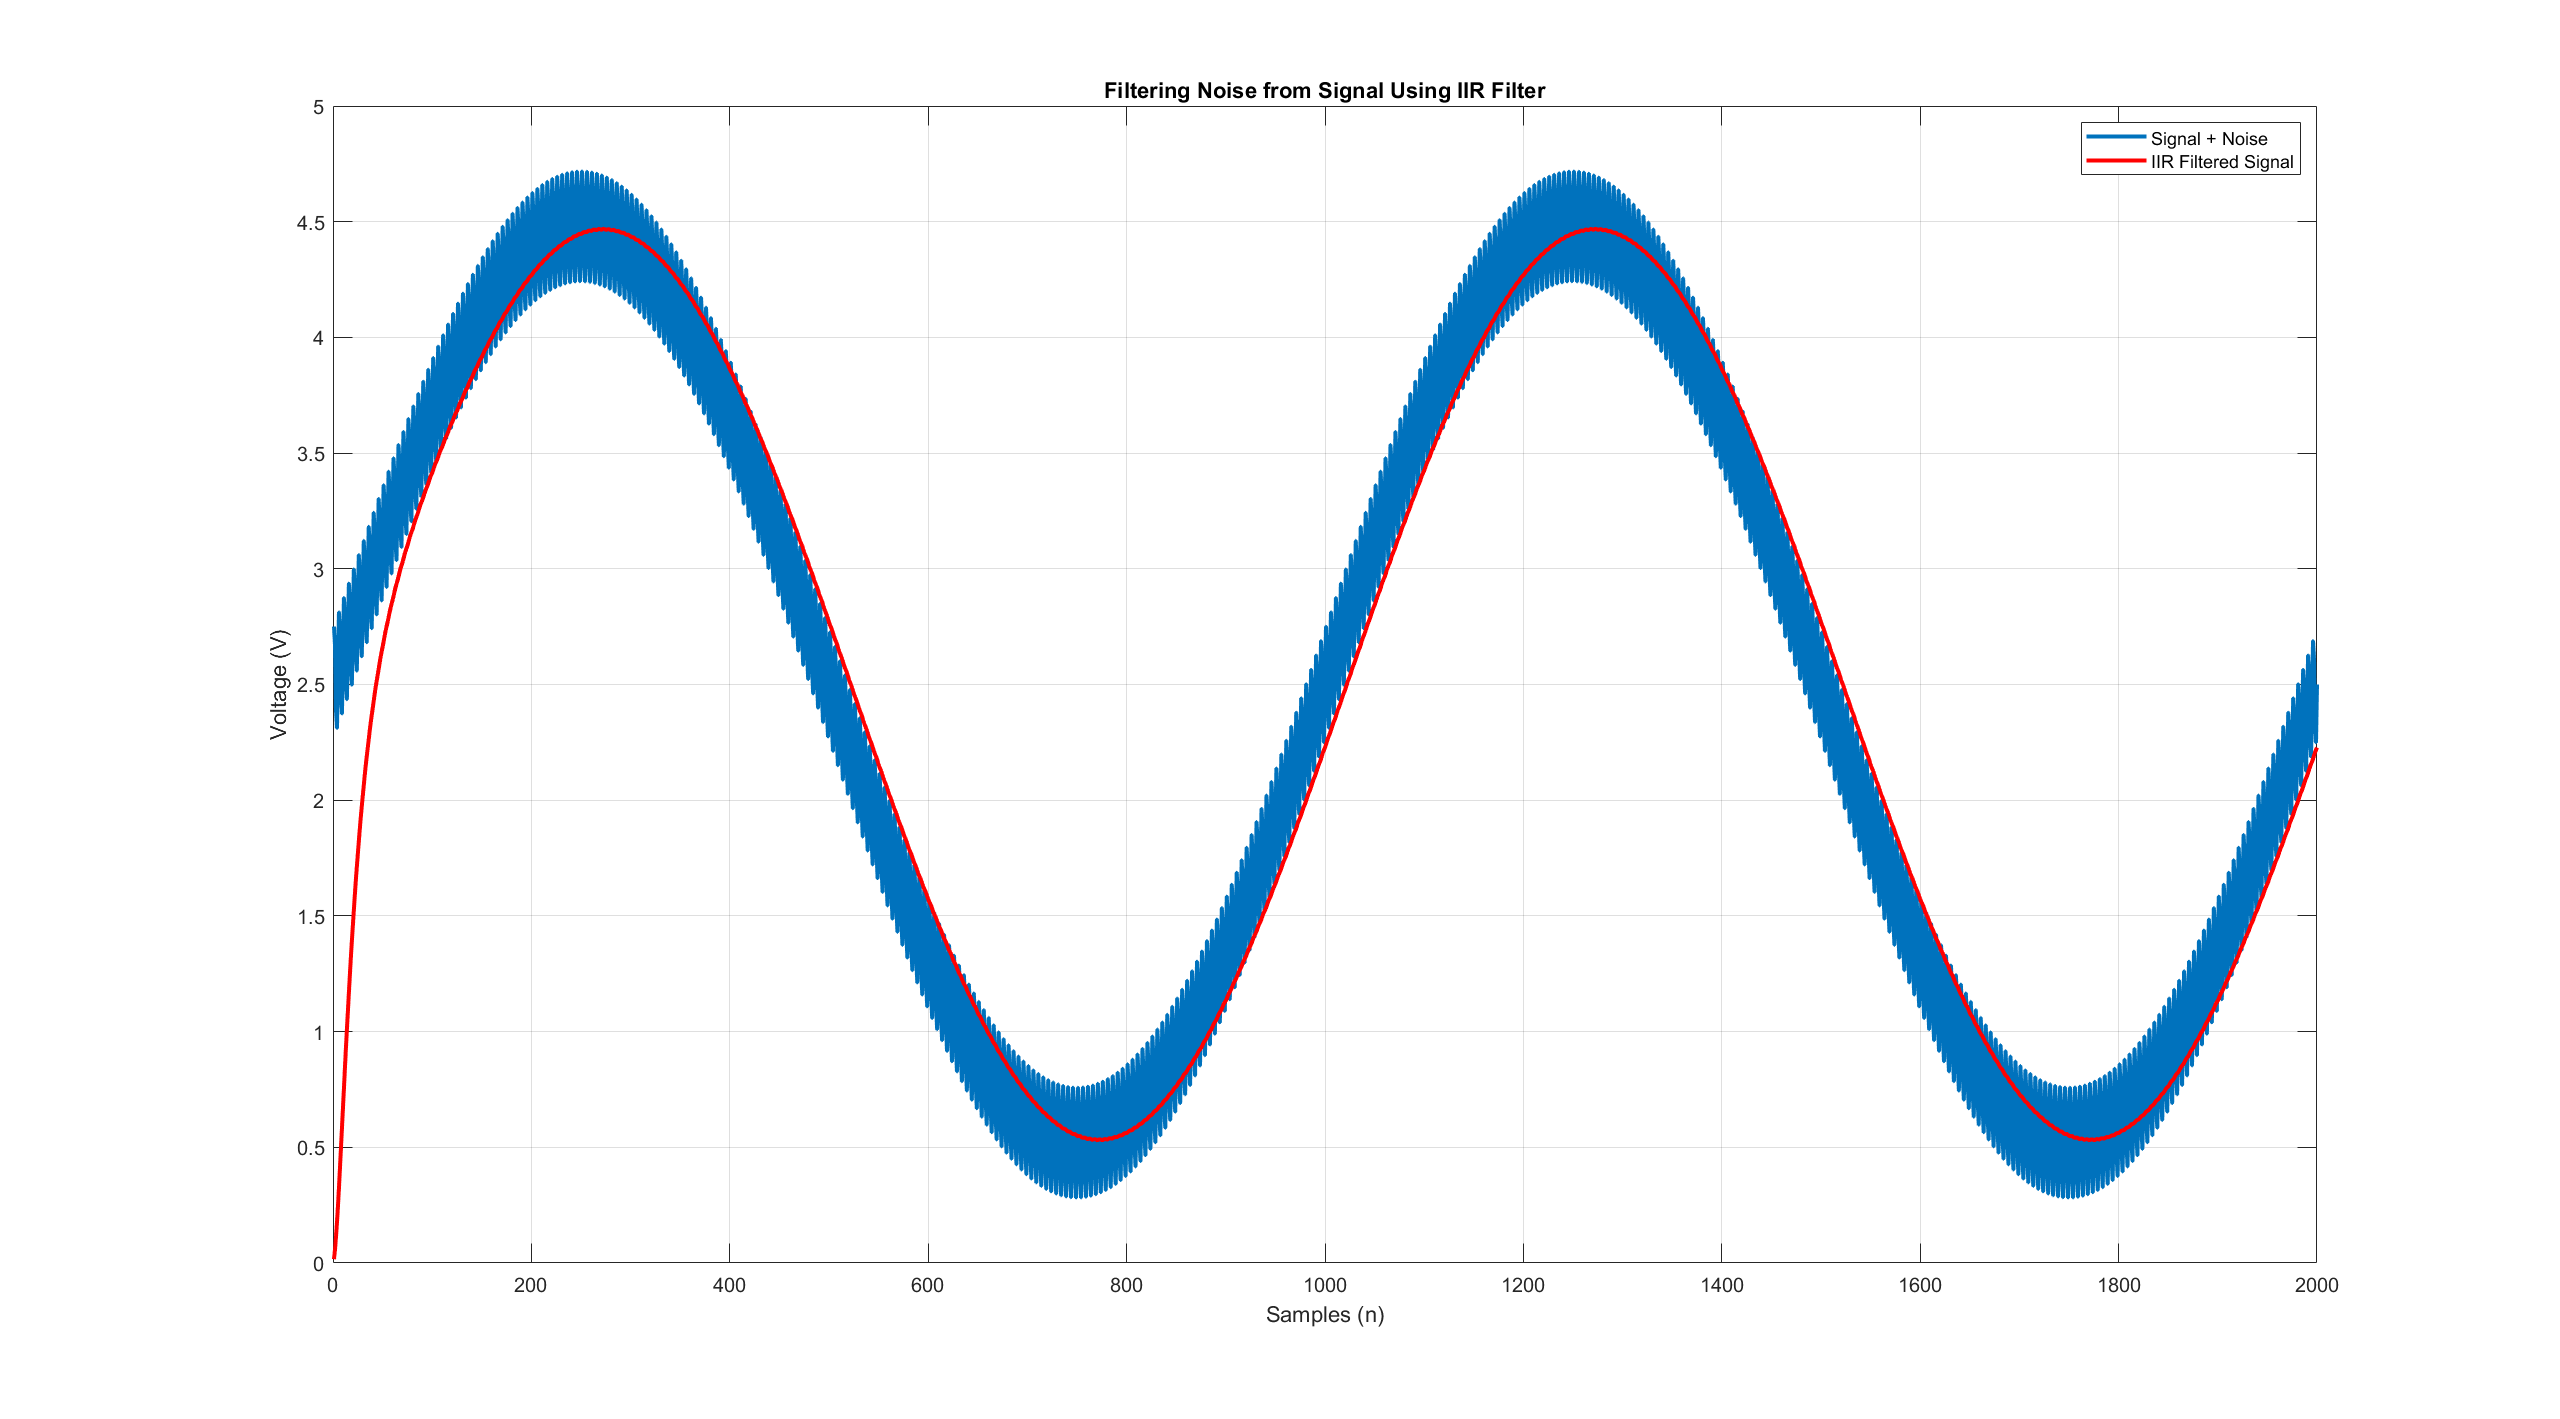 Filtering Noise from Signal Using IIR Filter
Signal + Noise
IIR Filtered Signal
Voltage (V)
5
4.5
4
3.5
3
2.5
2
1.5
1
0.5
0
0 200 400 600 800 1000 1200 1400 1600 1800 2000
Samples (n)